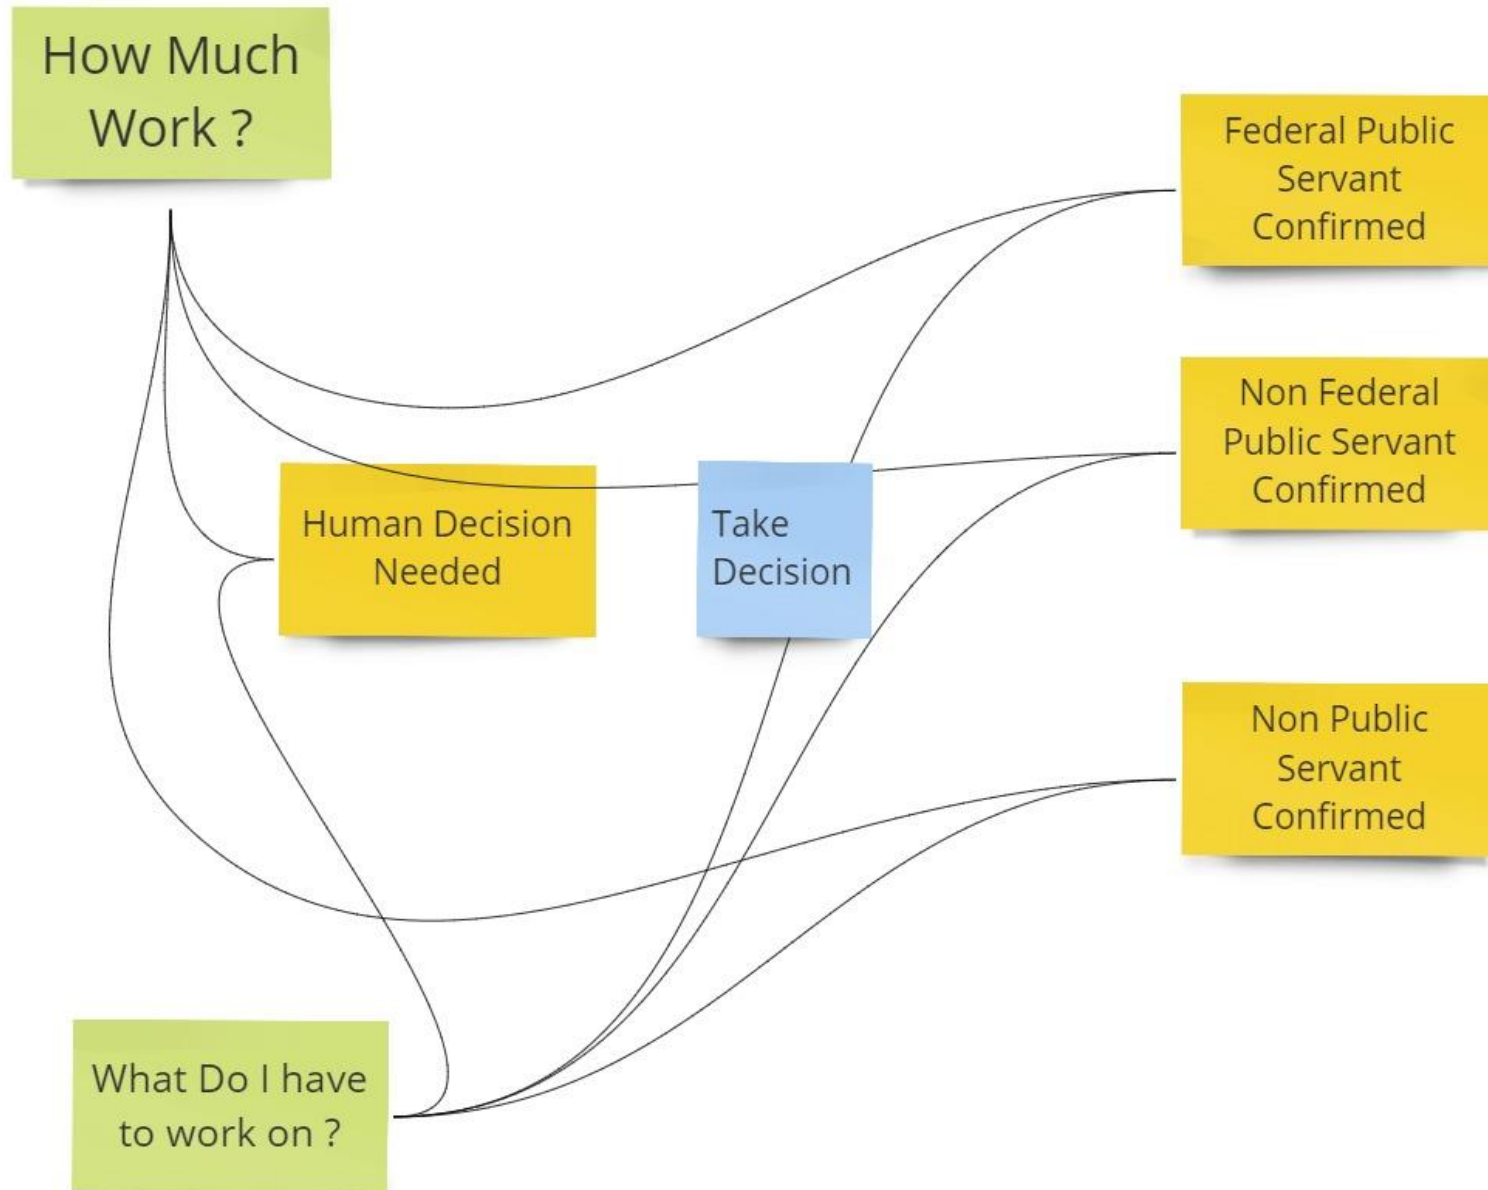 How Much
Work ?
Federal Public
Servant
Confirmed
Non Federal
Public Servant
Confirmed
Human Decision
Needed
Take
Decision
Non Public
Servant
Confirmed
What Do I have
to work on ?